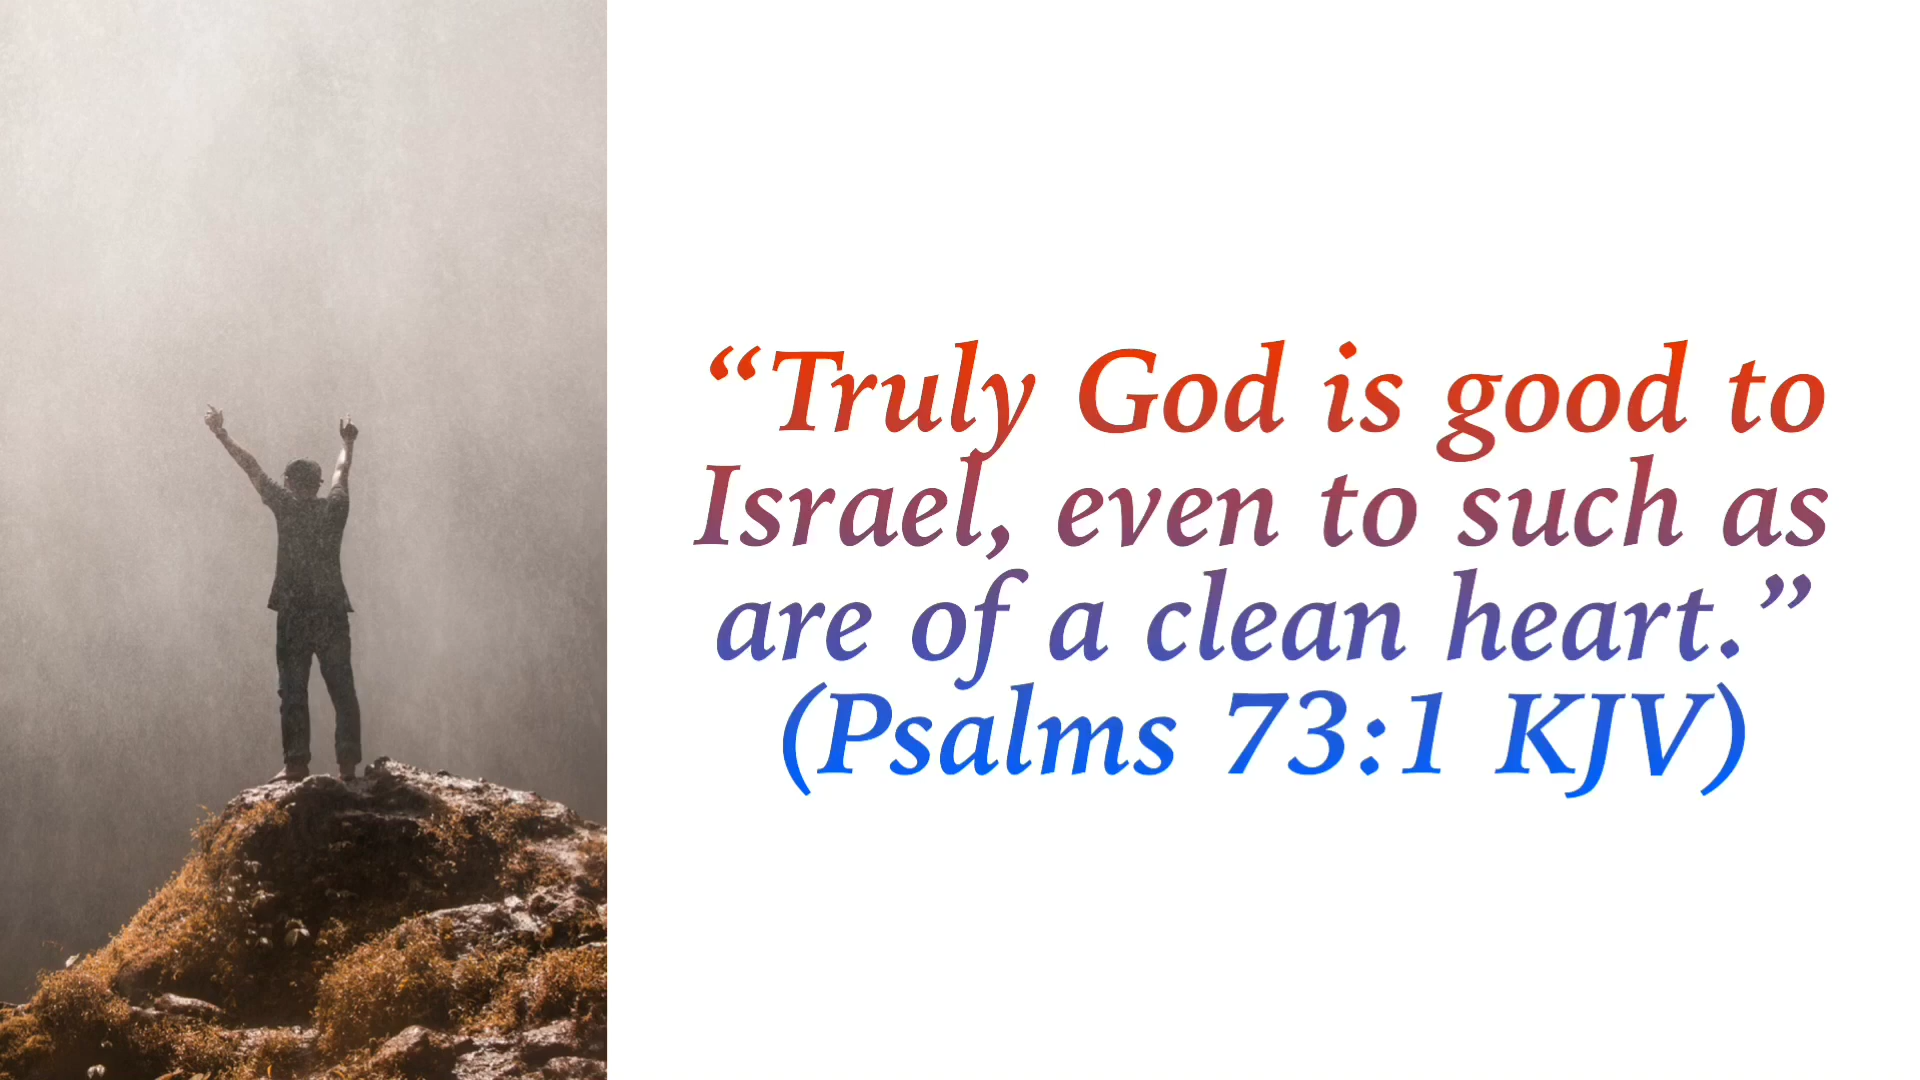 “Truly God is good to
Israel, even to such as
are of a clean heart.”
(Psalms 73:1 KJV)